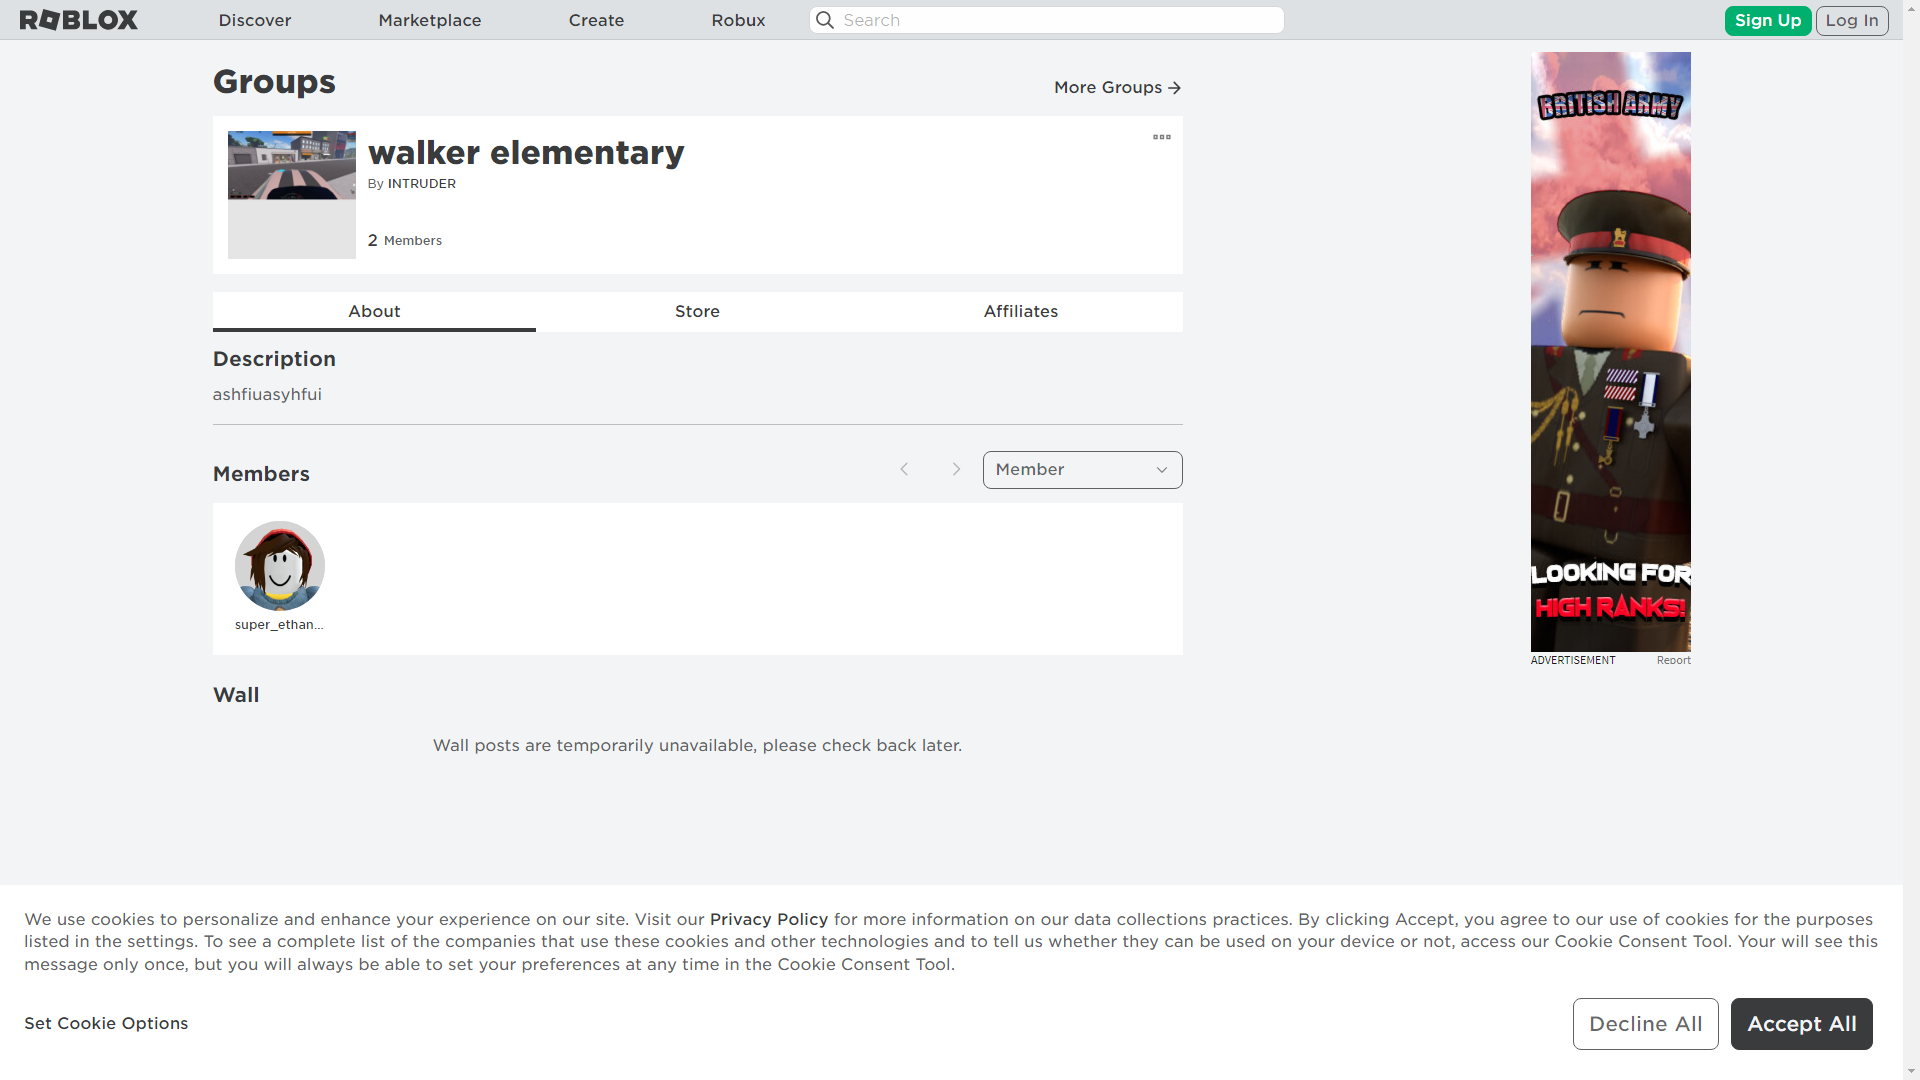 ROBLOX
Discover
Marketplace
Create
Robux
Search
Sign Up
Log In
Groups
More Groups
walker elementary
By INTRUDER
2 Members
About
Store
Affiliates
Description
ashfiuasyhfui
Members
Member
super_ethan...
Wall
Wall posts are temporarily unavailable, please check back later.
BRITISH ARMY
LOOKING FOR
HIGH RANKS!
ADVERTISEMENT
Report
We use cookies to personalize and enhance your experience on our site. Visit our Privacy Policy for more information on our data collections practices. By clicking Accept, you agree to our use of cookies for the purposes
listed in the settings. To see a complete list of the companies that use these cookies and other technologies and to tell us whether they can be used on your device or not, access our Cookie Consent Tool. Your will see this
message only once, but you will always be able to set your preferences at any time in the Cookie Consent Tool.
Set Cookie Options
Decline All
Accept All